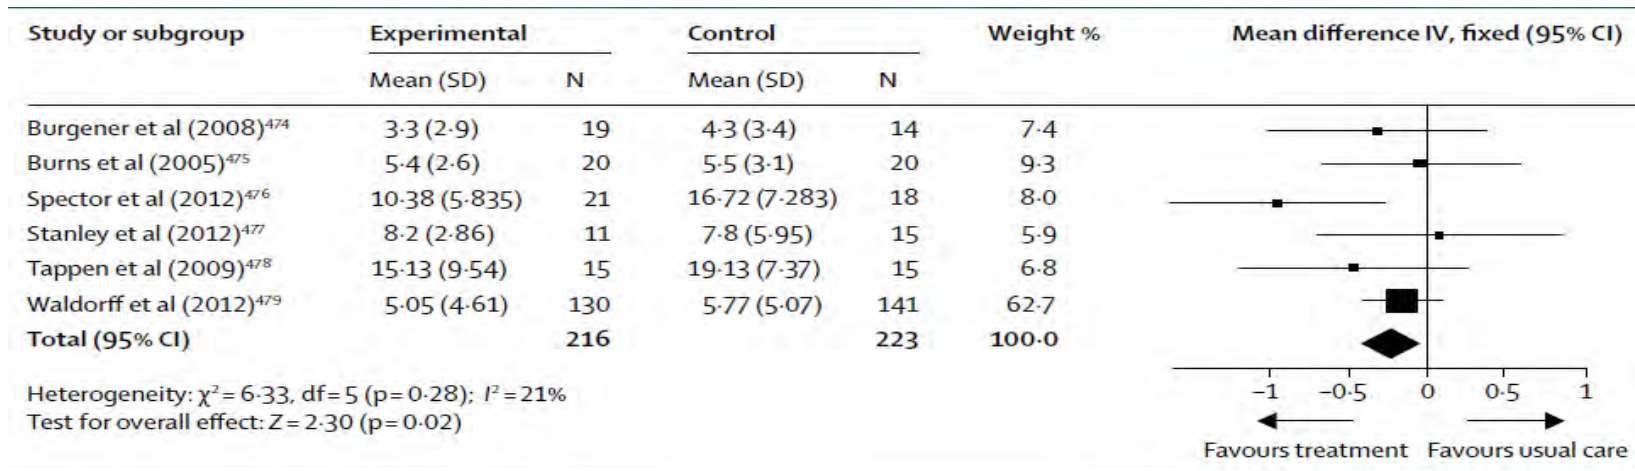 Study or subgroup Experimental Control Weight % Mean difference IV, fixed (95% CI)
Mean (SD) N Mean (SD) N
Burgener et al (2008)⁴⁷⁴ 3·3 (2·9) 19 4·3 (3·4) 14 7·4
Burns et al (2005)⁴⁷⁵ 5·4 (2·6) 20 5·5 (3·1) 20 9·3
Spector et al (2012)⁴⁷⁶ 10·38 (5·835) 21 16·72 (7·283) 18 8·0
Stanley et al (2012)⁴⁷⁷ 8·2 (2·86) 11 7·8 (5·95) 15 5·9
Tappen et al (2009)⁴⁷⁸ 15·13 (9·54) 15 19·13 (7·37) 15 6·8
Waldorff et al (2012)⁴⁷⁹ 5·05 (4·61) 130 5·77 (5·07) 141 62·7
Total (95% CI) 216 223 100·0
Heterogeneity: χ²=6·33, df=5 (p=0·28); I²=21%
Test for overall effect: Z=2·30 (p=0·02)
−1 −0·5 0 0·5 1
Favours treatment Favours usual care